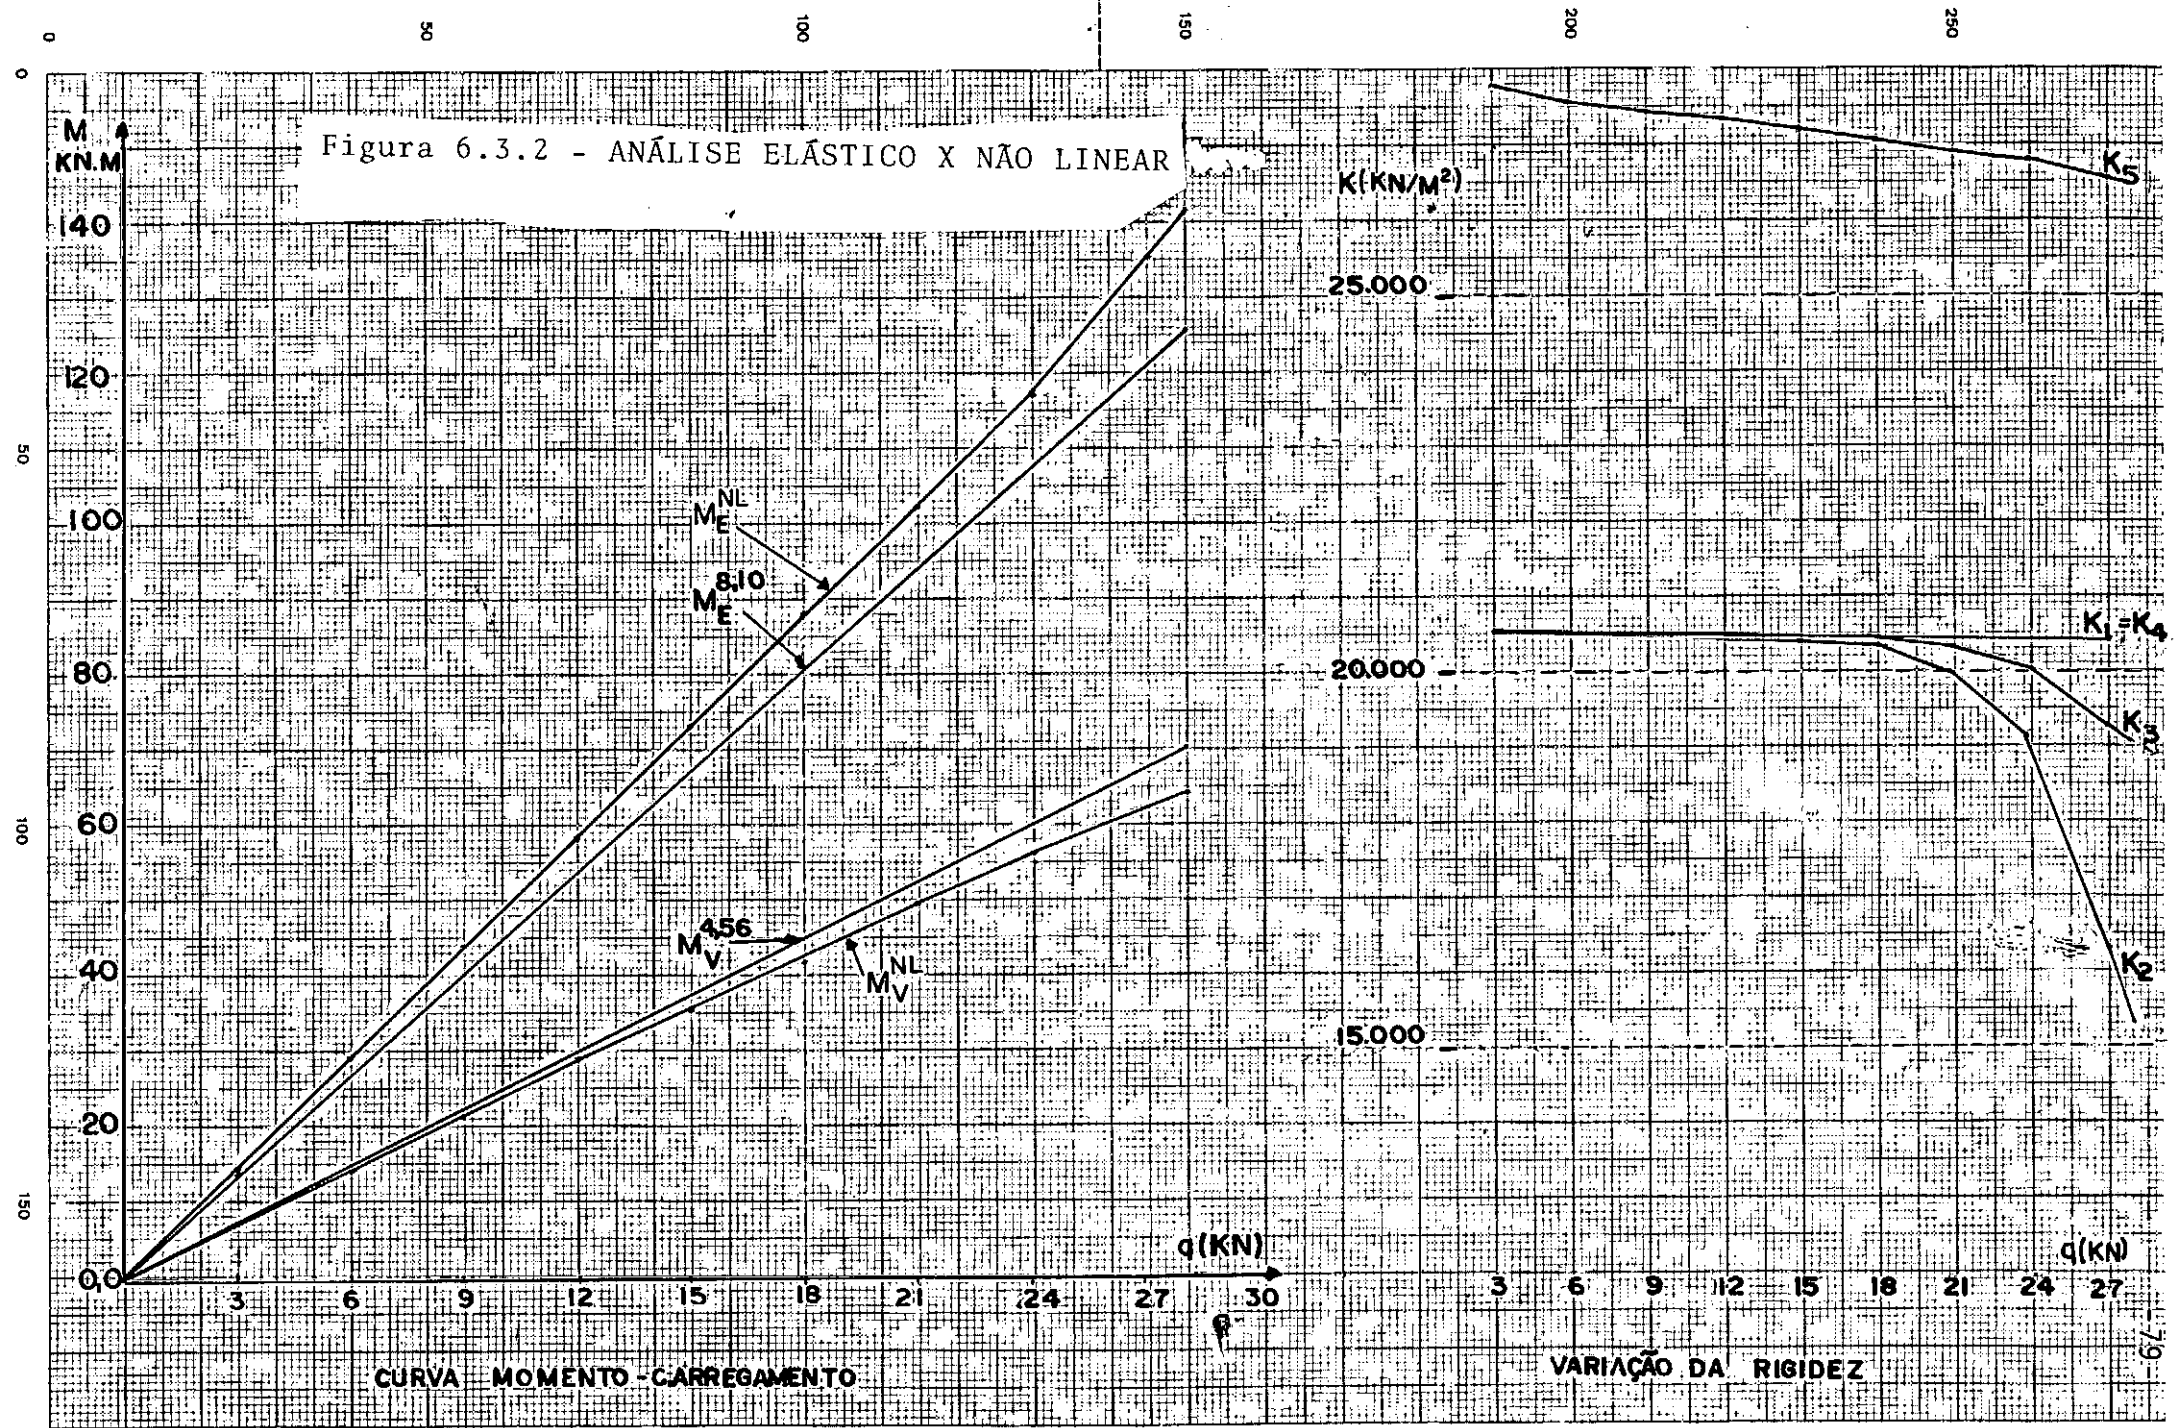 0 50 100 150 200 250
0
50
100
150
Figura 6.3.2 - ANÁLISE ELÁSTICO X NÃO LINEAR
M
KN.M
140
120
100
80
60
40
20
0,0
M_E^NL
M_E^8,10
M_V^4,56
M_V^NL
q(KN)
3 6 9 12 15 18 21 24 27 30
CURVA MOMENTO-CARREGAMENTO
K(KN/M²)
25.000
20.000
15.000
K5
K1=K4
K3
K2
q(KN)
3 6 9 12 15 18 21 24 27
VARIAÇÃO DA RIGIDEZ
-79-